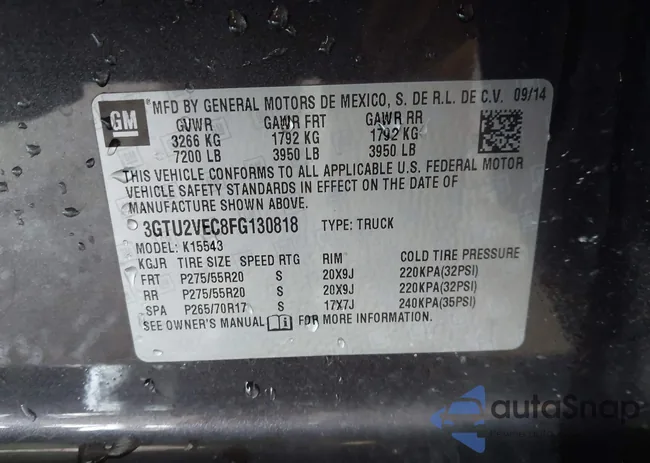 GM
MFD BY GENERAL MOTORS DE MEXICO, S. DE R.L. DE C.V. 09/14
GVWR GAWR FRT GAWR RR
3266 KG 1792 KG 1792 KG
7200 LB 3950 LB 3950 LB
THIS VEHICLE CONFORMS TO ALL APPLICABLE U.S. FEDERAL MOTOR
VEHICLE SAFETY STANDARDS IN EFFECT ON THE DATE OF
MANUFACTURE SHOWN ABOVE.
3GTU2VEC8FG130818 TYPE: TRUCK
MODEL: K15543
KGJR TIRE SIZE SPEED RTG RIM COLD TIRE PRESSURE
FRT P275/55R20 S 20X9J 220KPA(32PSI)
RR P275/55R20 S 20X9J 220KPA(32PSI)
SPA P265/70R17 S 17X7J 240KPA(35PSI)
SEE OWNER'S MANUAL FOR MORE INFORMATION.
autaSnap